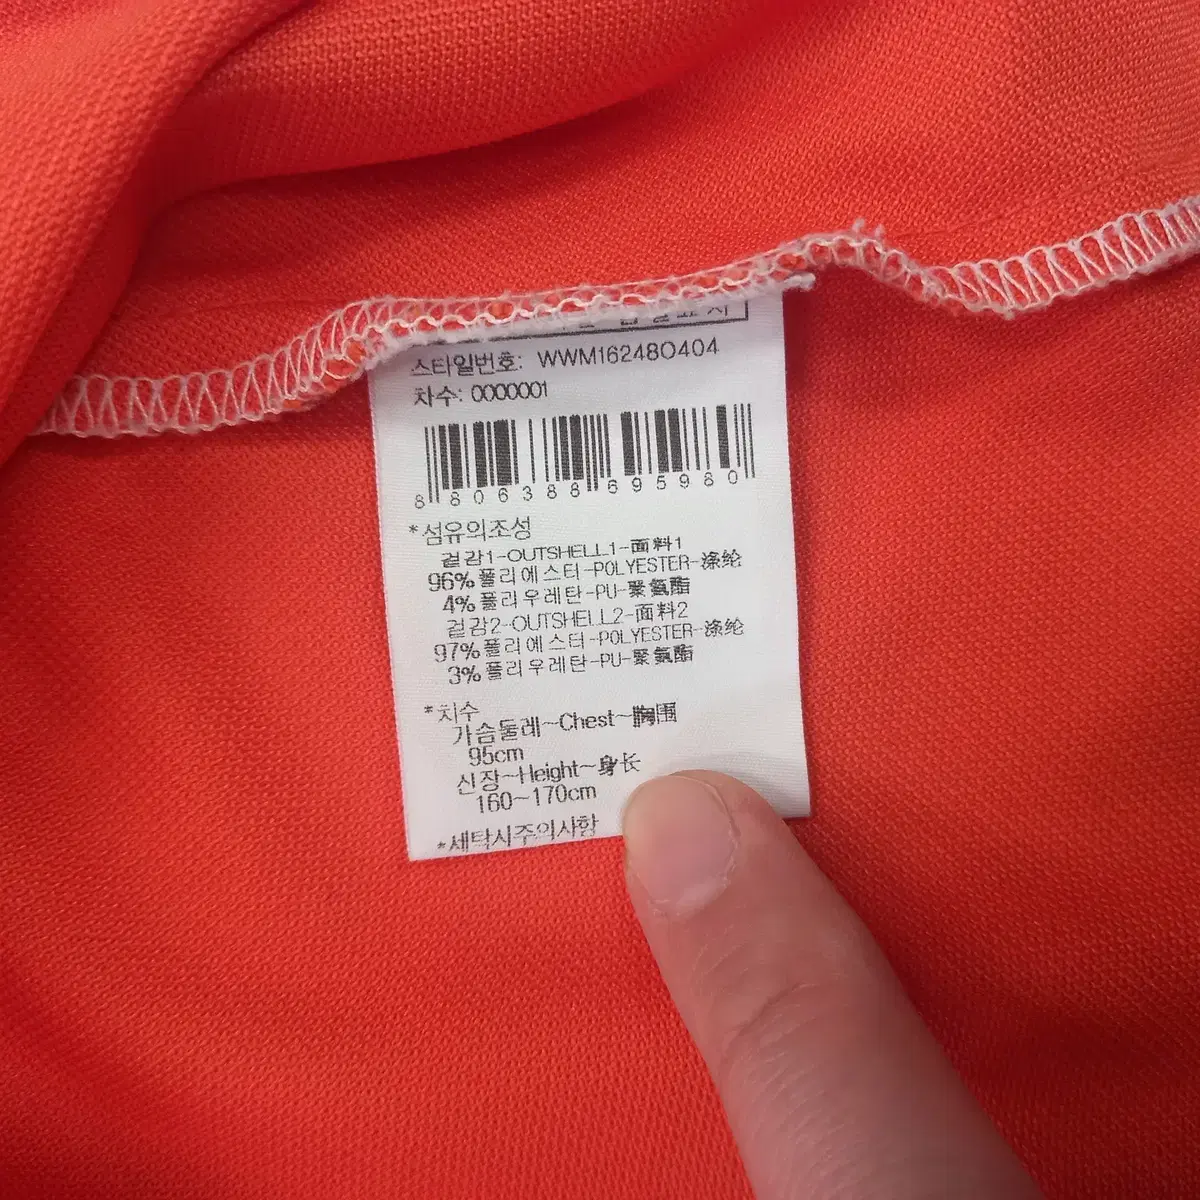 스타일번호: WWM16248O404
차수: 0000001
8 806388 695980
*섬유의조성
겉감1-OUTSHELL1-面料1
96% 폴리에스터-POLYESTER-涤纶
4% 폴리우레탄-PU-聚氨酯
겉감2-OUTSHELL2-面料2
97% 폴리에스터-POLYESTER-涤纶
3% 폴리우레탄-PU-聚氨酯
*치수
가슴둘레~Chest~胸围
95cm
신장~Height~身长
160~170cm
*세탁시주의사항